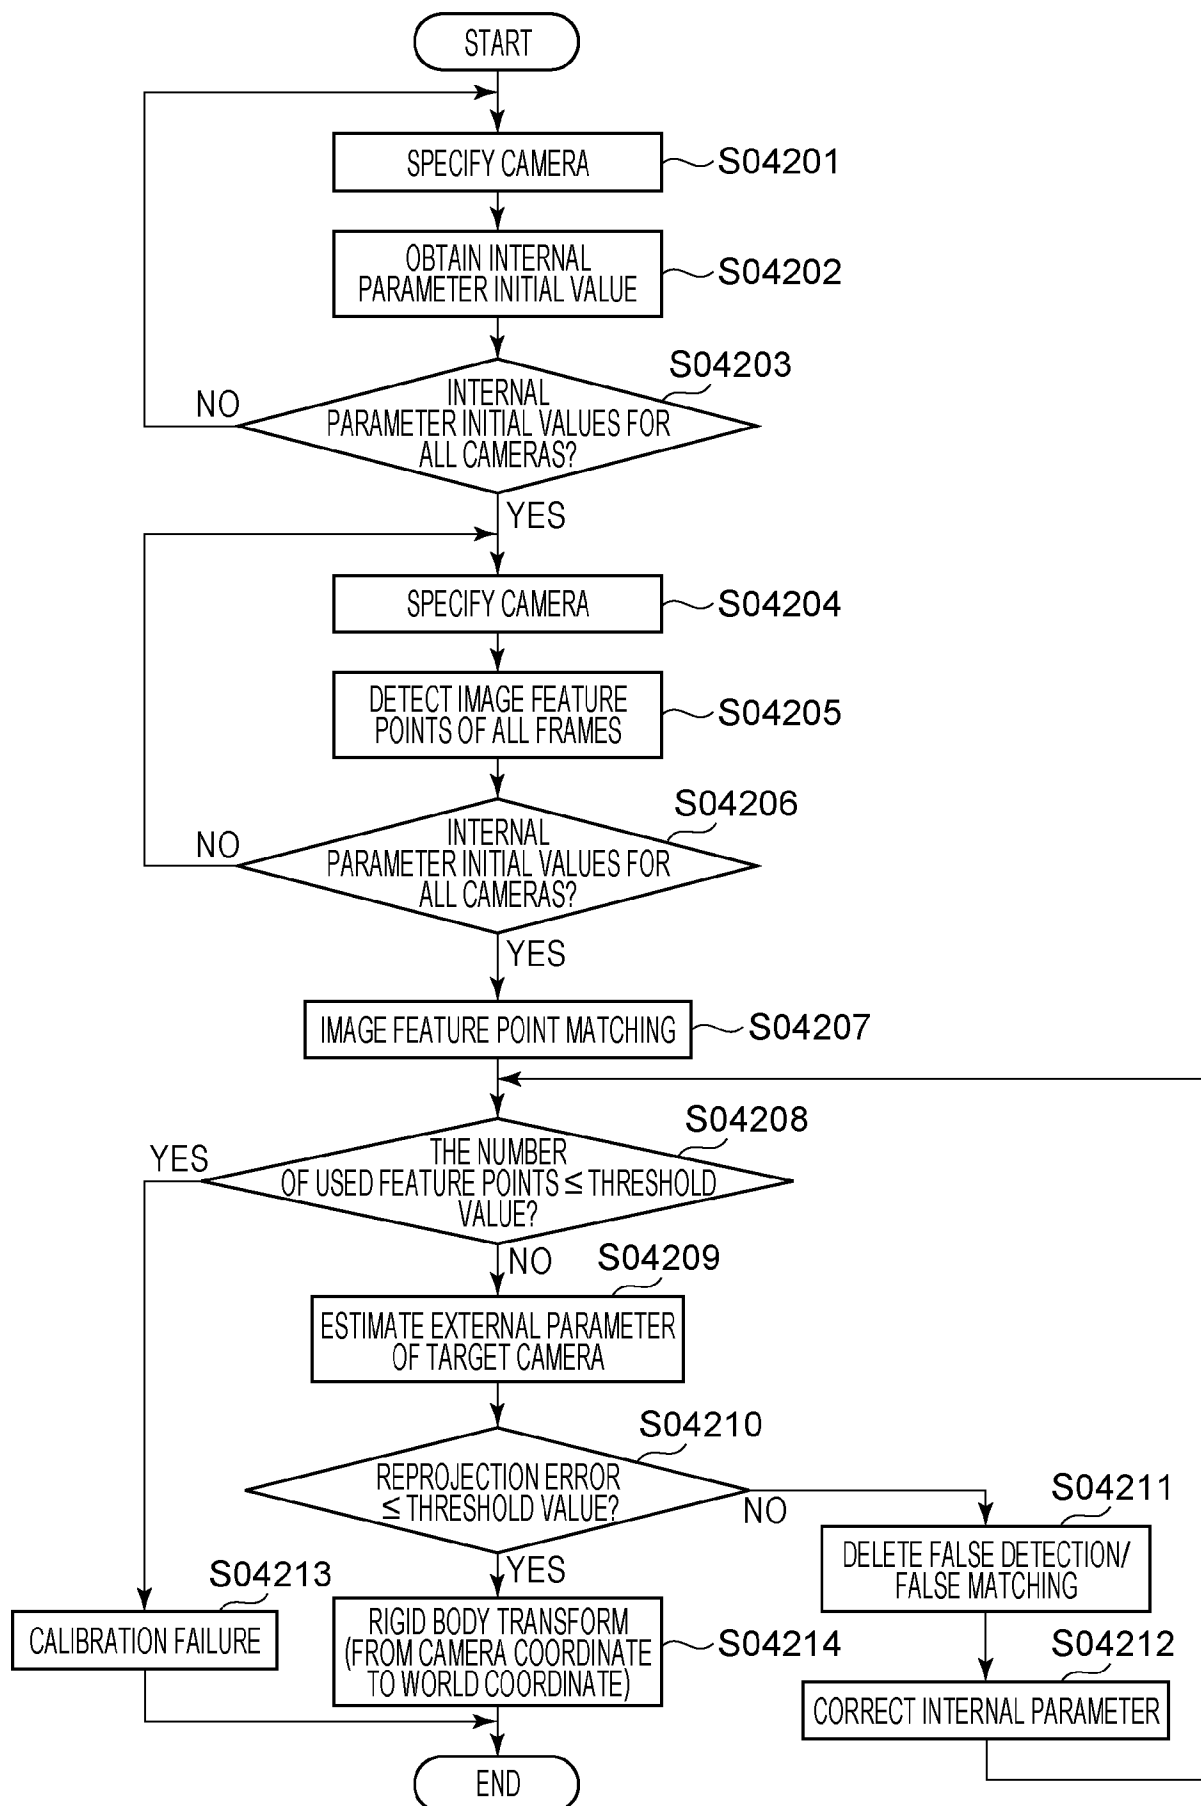 START
SPECIFY CAMERA
S04201
OBTAIN INTERNAL
PARAMETER INITIAL VALUE
S04202
S04203
INTERNAL
PARAMETER INITIAL VALUES FOR
ALL CAMERAS?
NO
YES
SPECIFY CAMERA
S04204
DETECT IMAGE FEATURE
POINTS OF ALL FRAMES
S04205
S04206
INTERNAL
PARAMETER INITIAL VALUES FOR
ALL CAMERAS?
NO
YES
IMAGE FEATURE POINT MATCHING
S04207
S04208
THE NUMBER
OF USED FEATURE POINTS ≤ THRESHOLD
VALUE?
YES
NO
S04209
ESTIMATE EXTERNAL PARAMETER
OF TARGET CAMERA
S04210
REPROJECTION ERROR
≤ THRESHOLD VALUE?
NO
YES
S04211
DELETE FALSE DETECTION/
FALSE MATCHING
S04212
CORRECT INTERNAL PARAMETER
S04213
CALIBRATION FAILURE
RIGID BODY TRANSFORM
(FROM CAMERA COORDINATE
TO WORLD COORDINATE)
S04214
END